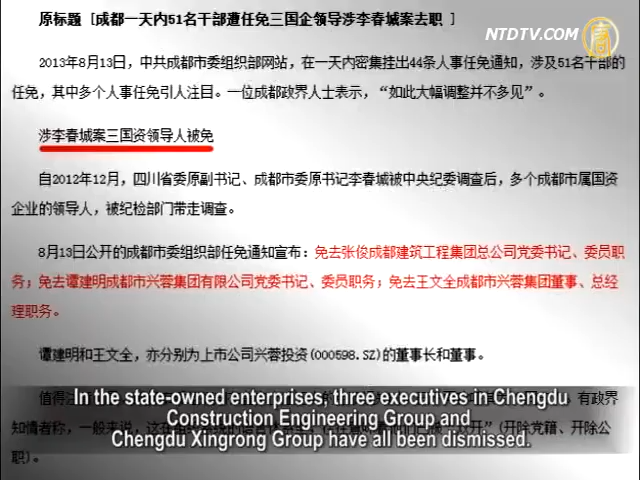 原标题 [成都一天内51名干部遭任免三国企领导涉李春城案去职 ]
NTDTV.COM
2013年8月13日，中共成都市委组织部网站，在一天内密集挂出44条人事任免通知，涉及51名干部的
任免，其中多个人事任免引人注目。一位成都政界人士表示，“如此大幅调整并不多见”。
涉李春城案三国资领导人被免
自2012年12月，四川省委原副书记、成都市委原书记李春城被中央纪委调查后，多个成都市属国资
企业的领导人，被纪检部门带走调查。
8月13日公开的成都市委组织部任免通知宣布：免去张俊成都建筑工程集团总公司党委书记、委员职
务；免去谭建明成都市兴蓉集团有限公司党委书记、委员职务；免去王文全成都市兴蓉集团董事、总经
理职务。
谭建明和王文全，亦分别为上市公司兴蓉投资(000598.SZ)的董事长和董事。
In the state-owned enterprises, three executives in Chengdu
有政界
Construction Engineering Group and
知情者称，一般来说，
(开除党籍、开除公
Chengdu Xingrong Group have all been dismissed.
职)。